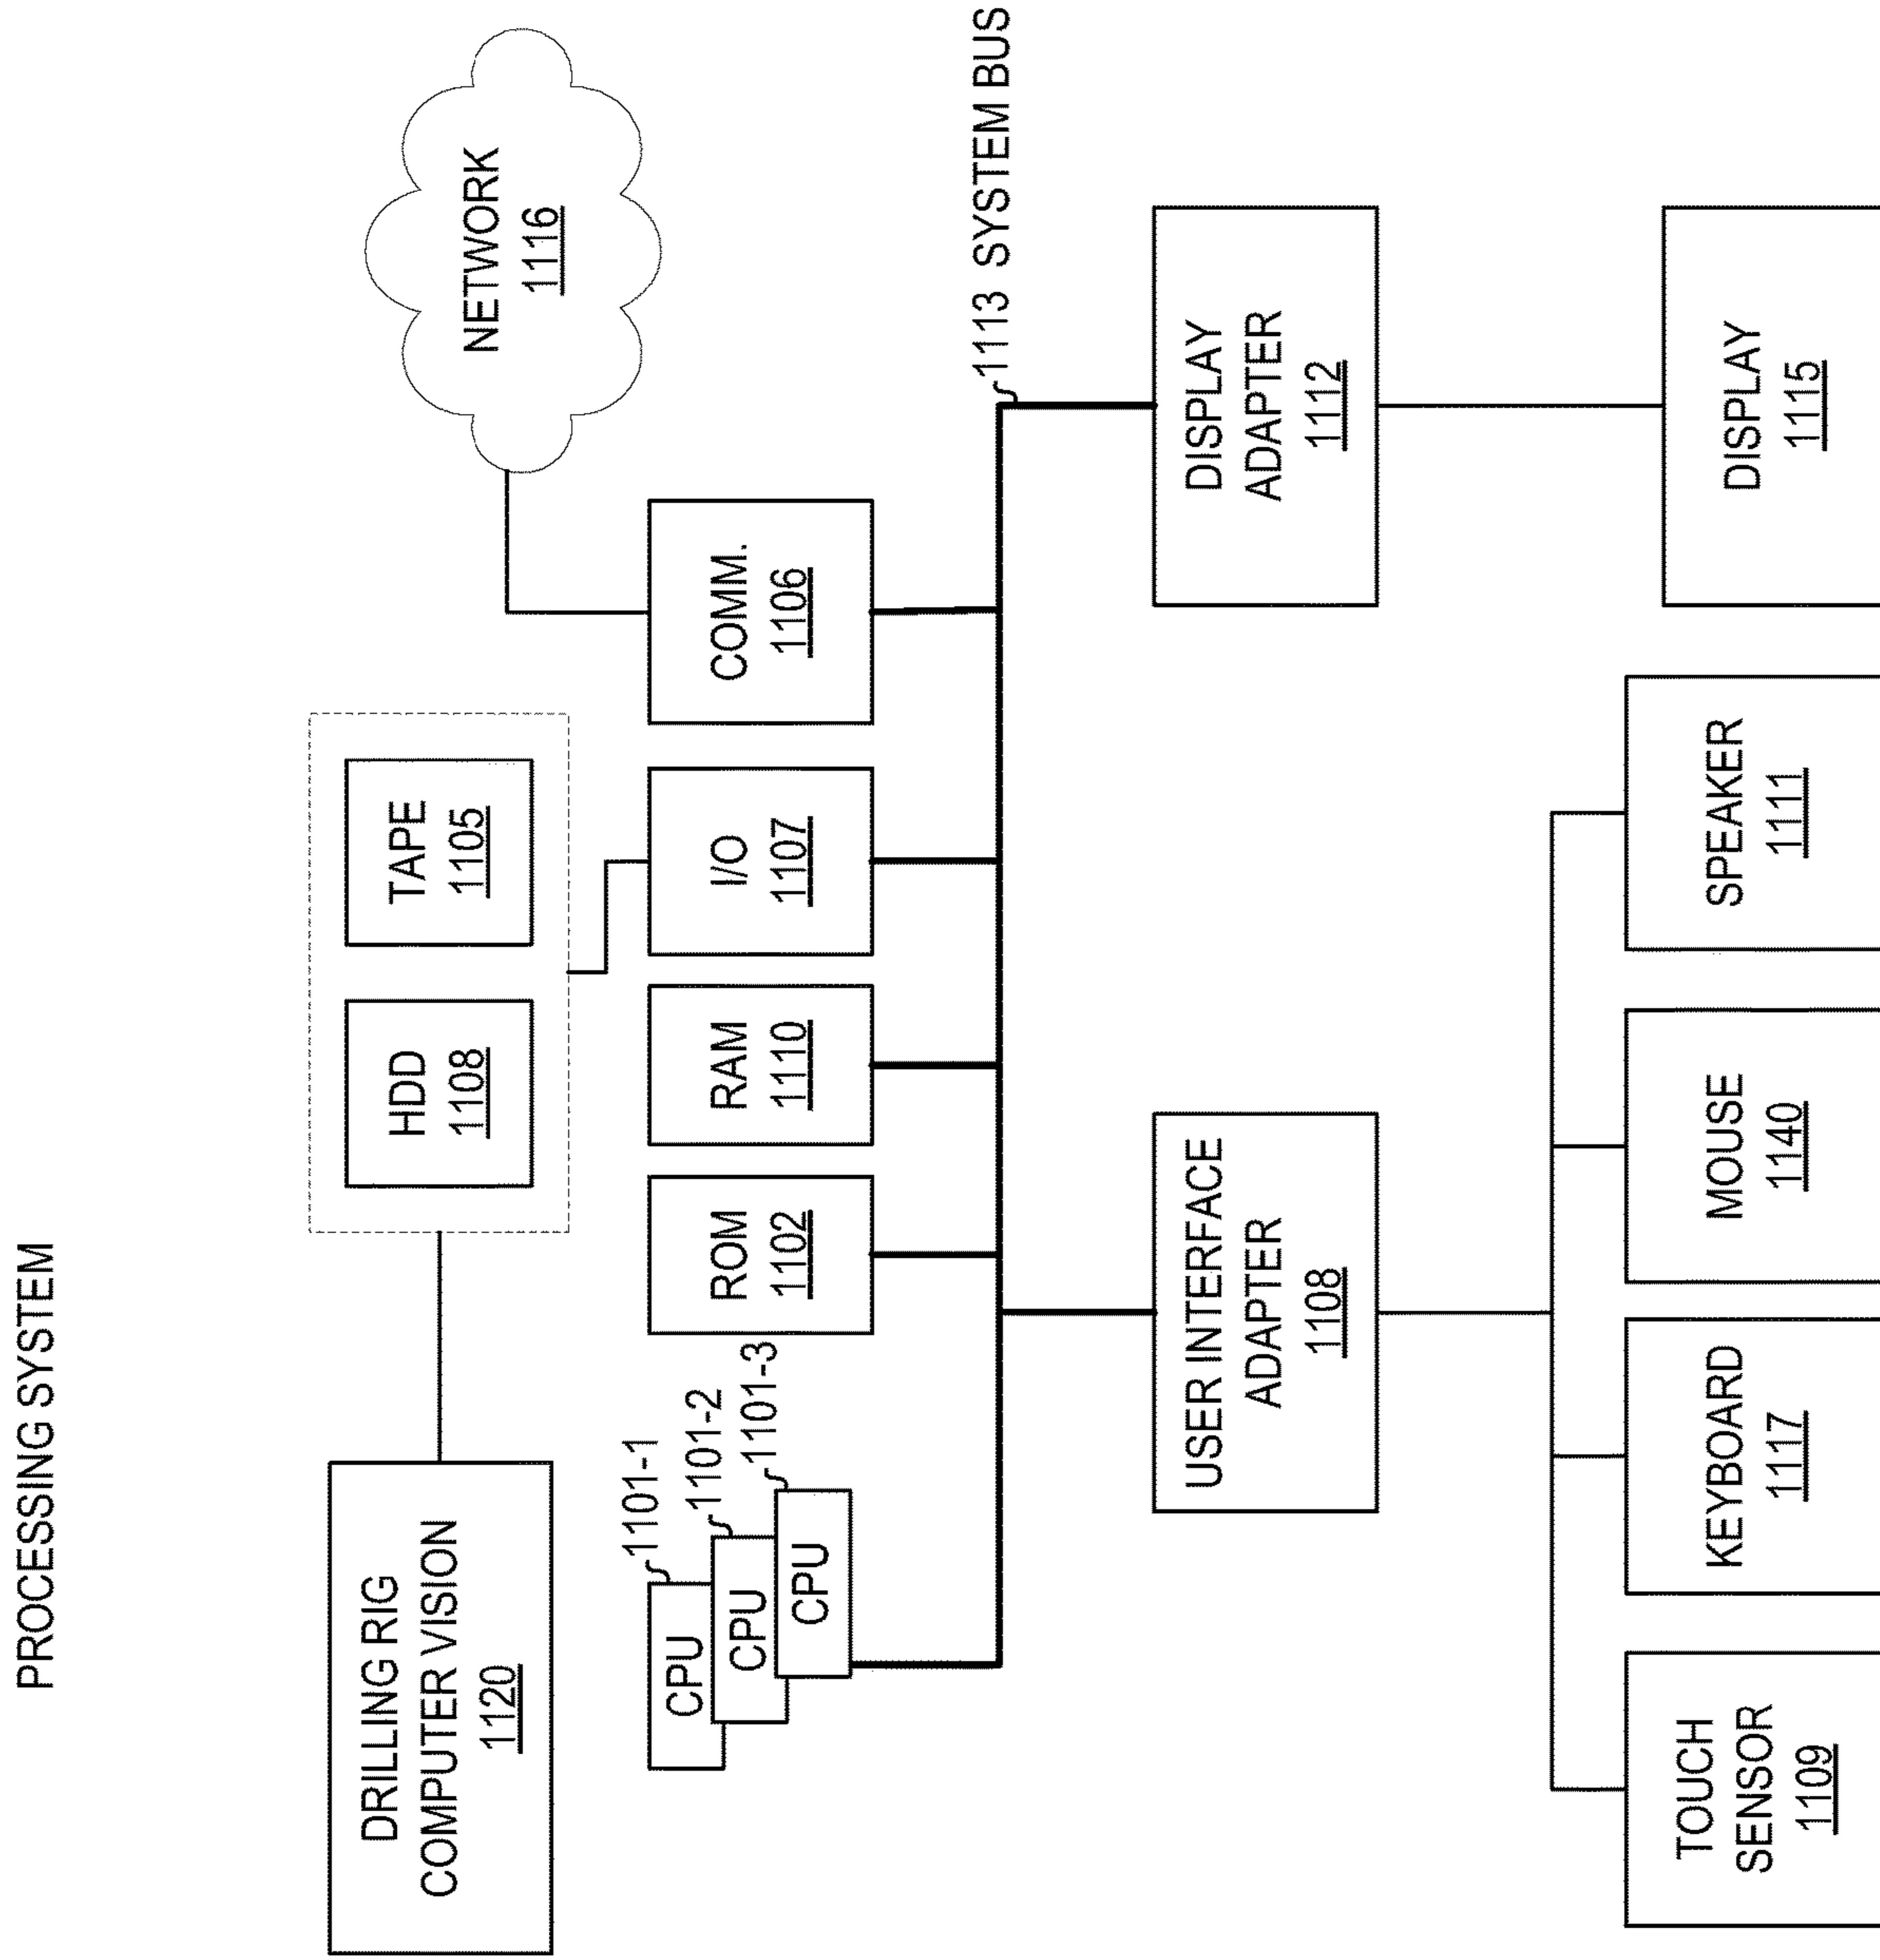 PROCESSING SYSTEM
DRILLING RIG
COMPUTER VISION
1120
HDD
1108
TAPE
1105
NETWORK
1116
CPU
1101-1
CPU
1101-2
CPU
1101-3
ROM
1102
RAM
1110
I/O
1107
COMM.
1106
1113 SYSTEM BUS
USER INTERFACE
ADAPTER
1108
DISPLAY
ADAPTER
1112
TOUCH
SENSOR
1109
KEYBOARD
1117
MOUSE
1140
SPEAKER
1111
DISPLAY
1115